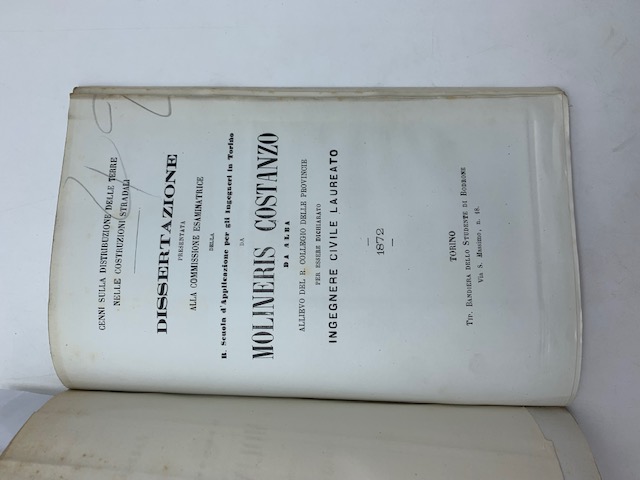 CENNI SULLA DISTRIBUZIONE DELLE TERRE
NELLE COSTRUZIONI STRADALI
DISSERTAZIONE
PRESENTATA
ALLA COMMISSIONE ESAMINATRICE
DELLA
R. Scuola d'Applicazione per gli Ingegneri in Torino
DA
MOLINERIS COSTANZO
DA ALBA
ALLIEVO DEL R. COLLEGIO DELLE PROVINCIE
PER ESSERE DICHIARATO
INGEGNERE CIVILE LAUREATO
1872
TORINO
TIP. BANDIERA DELLO STUDENTE DI BODRONE
Via S. Massimo, n. 48.